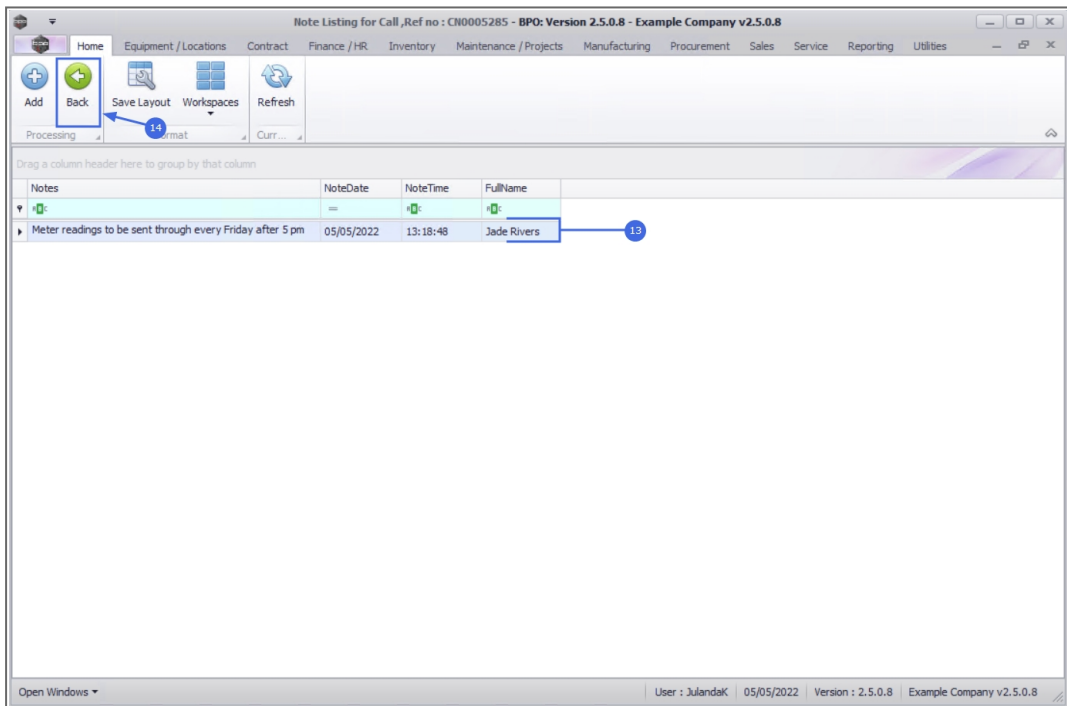 Note Listing for Call ,Ref no : CN0005285 - BPO: Version 2.5.0.8 - Example Company v2.5.0.8
Home Equipment / Locations Contract Finance / HR Inventory Maintenance / Projects Manufacturing Procurement Sales Service Reporting Utilities
Add Back Save Layout Workspaces Refresh
14
Processing Curr...
Drag a column header here to group by that column
Notes NoteDate NoteTime FullName
=
Meter readings to be sent through every Friday after 5 pm 05/05/2022 13:18:48 Jade Rivers 13
Open Windows User : JulandaK 05/05/2022 Version : 2.5.0.8 Example Company v2.5.0.8